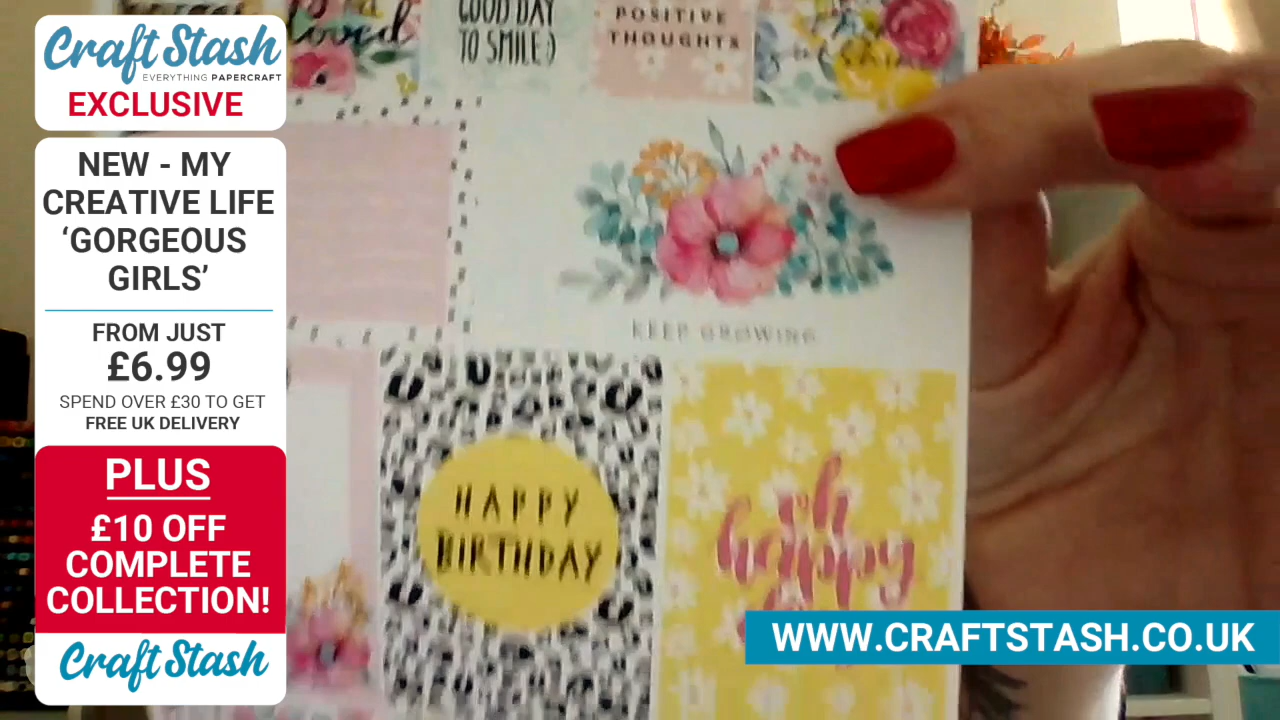 Craft Stash
EVERYTHING PAPERCRAFT
EXCLUSIVE
NEW - MY
CREATIVE LIFE
‘GORGEOUS
GIRLS’
FROM JUST
£6.99
SPEND OVER £30 TO GET
FREE UK DELIVERY
PLUS
£10 OFF
COMPLETE
COLLECTION!
Craft Stash
loved
GOOD DAY
TO SMILE :)
POSITIVE
THOUGHTS
KEEP GROWING
HAPPY
BIRTHDAY
oh
happy
WWW.CRAFTSTASH.CO.UK